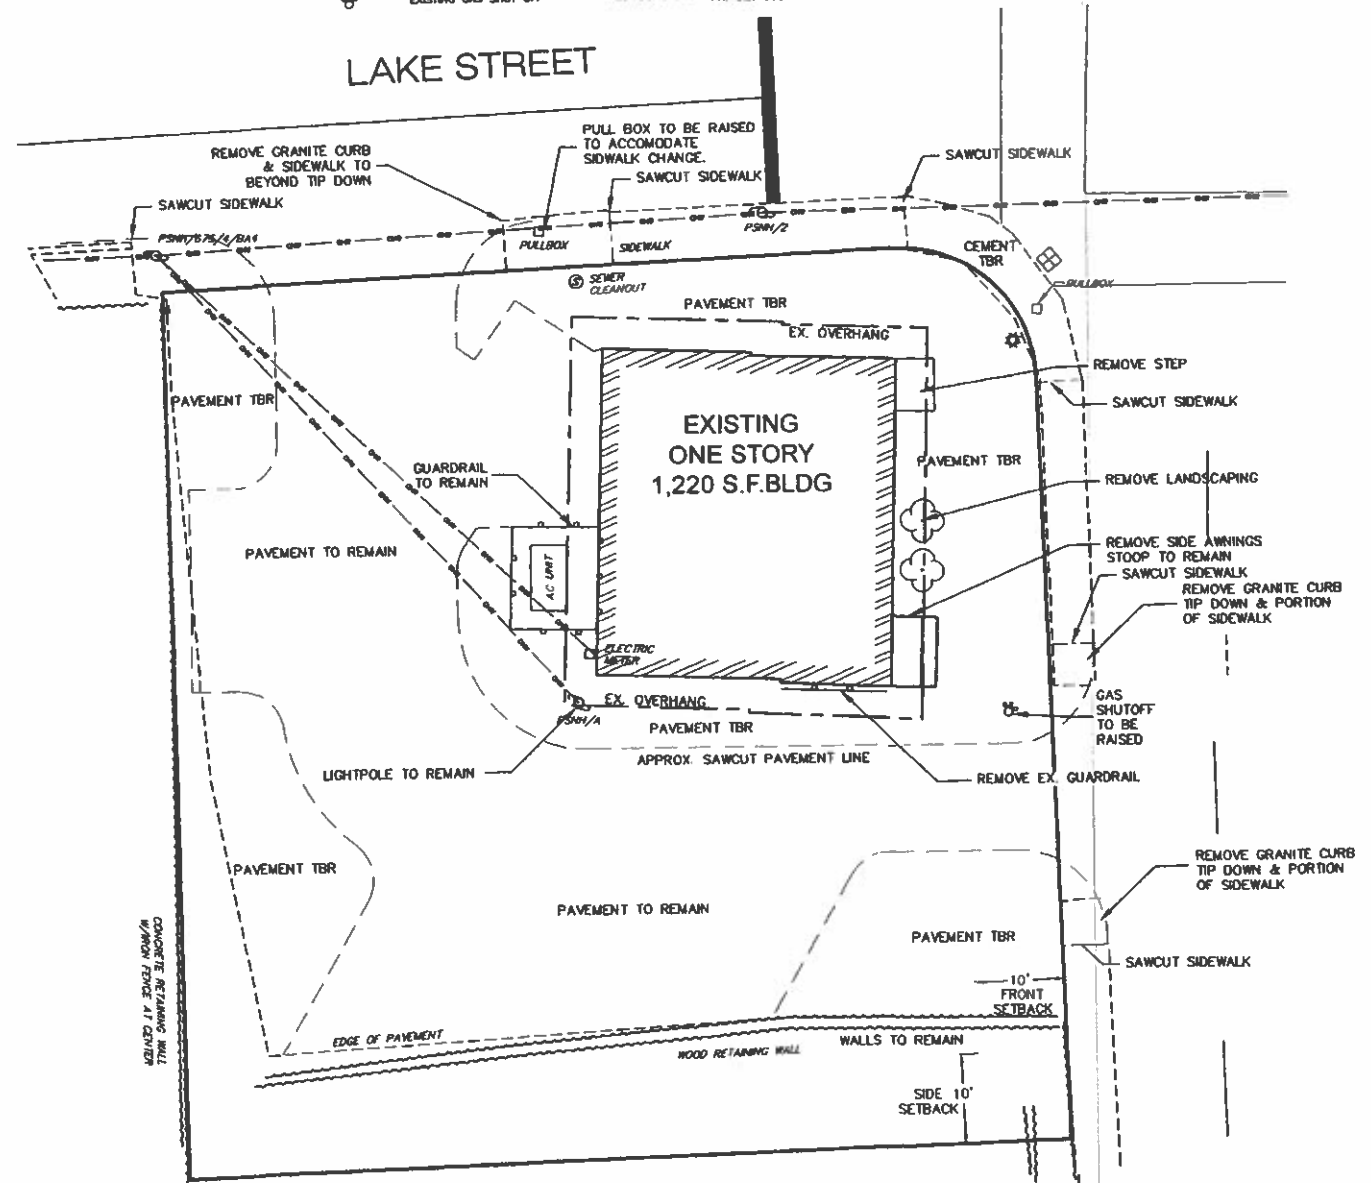 LAKE STREET
PULL BOX TO BE RAISED
TO ACCOMODATE
SIDWALK CHANGE.
REMOVE GRANITE CURB
& SIDEWALK TO
BEYOND TIP DOWN
SAWCUT SIDEWALK
SAWCUT SIDEWALK
SAWCUT SIDEWALK
PULLBOX
SIDEWALK
PSNH/2
CEMENT
TBR
PULLBOX
S
SEWER
CLEANOUT
PAVEMENT TBR
EX. OVERHANG
REMOVE STEP
SAWCUT SIDEWALK
PAVEMENT TBR
EXISTING
ONE STORY
1,220 S.F.BLDG
PAVEMENT TBR
GUARDRAIL
TO REMAIN
REMOVE LANDSCAPING
PAVEMENT TO REMAIN
AC UNIT
REMOVE SIDE AWNINGS
STOOP TO REMAIN
SAWCUT SIDEWALK
REMOVE GRANITE CURB
TIP DOWN & PORTION
OF SIDEWALK
ELECTRIC
METER
EX. OVERHANG
PSNH/A
PAVEMENT TBR
GAS
SHUTOFF
TO BE
RAISED
APPROX. SAWCUT PAVEMENT LINE
LIGHTPOLE TO REMAIN
REMOVE EX. GUARDRAIL
PAVEMENT TBR
REMOVE GRANITE CURB
TIP DOWN & PORTION
OF SIDEWALK
PAVEMENT TO REMAIN
PAVEMENT TBR
SAWCUT SIDEWALK
10'
FRONT
SETBACK
CONCRETE RETAINING WALL
W/IRON FENCE AT CENTER
EDGE OF PAVEMENT
WOOD RETAINING WALL
WALLS TO REMAIN
SIDE 10'
SETBACK